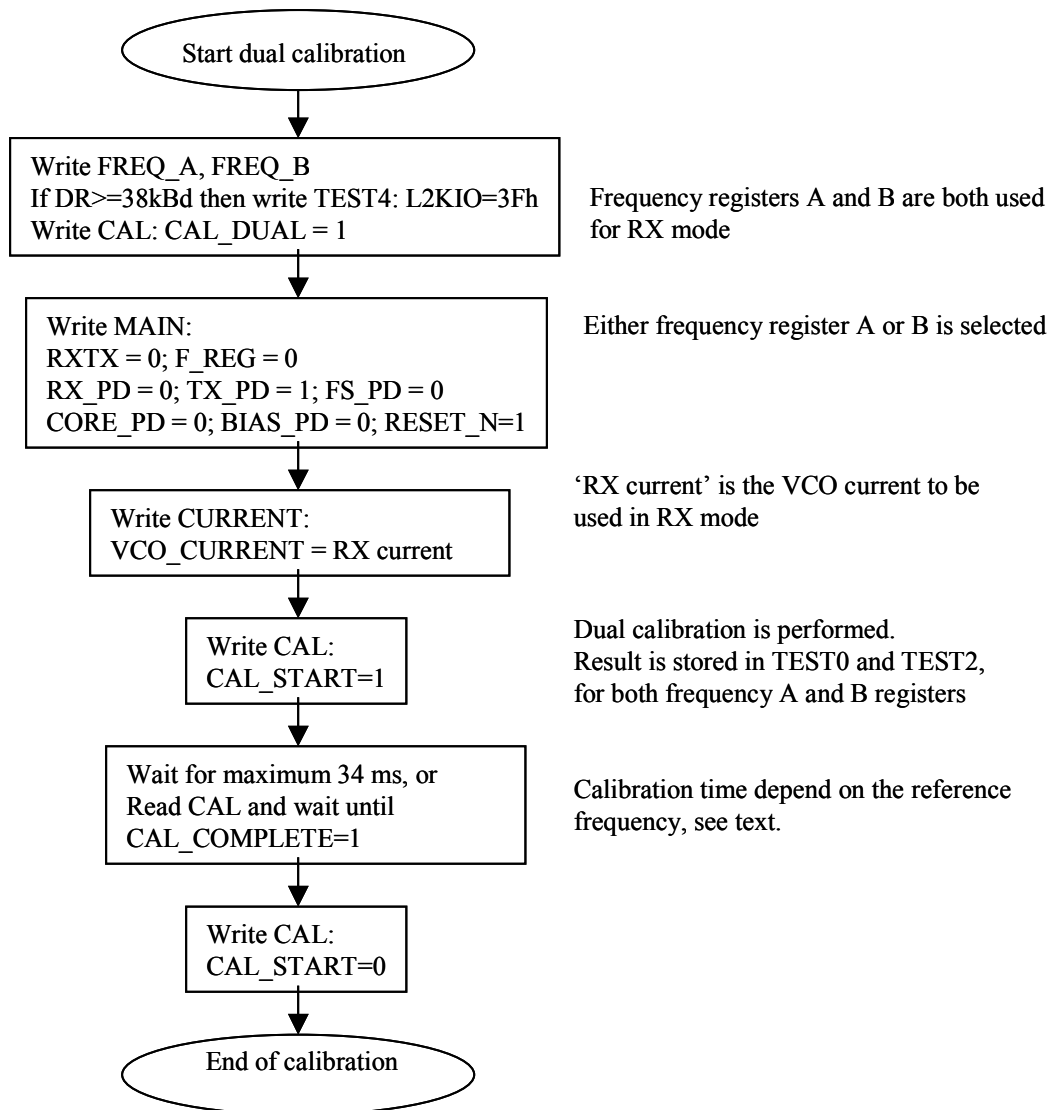 Start dual calibration
Write FREQ_A, FREQ_B
If DR>=38kBd then write TEST4: L2KIO=3Fh
Write CAL: CAL_DUAL = 1
Frequency registers A and B are both used
for RX mode
Write MAIN:
RXTX = 0; F_REG = 0
RX_PD = 0; TX_PD = 1; FS_PD = 0
CORE_PD = 0; BIAS_PD = 0; RESET_N=1
Either frequency register A or B is selected
Write CURRENT:
VCO_CURRENT = RX current
‘RX current’ is the VCO current to be
used in RX mode
Write CAL:
CAL_START=1
Dual calibration is performed.
Result is stored in TEST0 and TEST2,
for both frequency A and B registers
Wait for maximum 34 ms, or
Read CAL and wait until
CAL_COMPLETE=1
Calibration time depend on the reference
frequency, see text.
Write CAL:
CAL_START=0
End of calibration